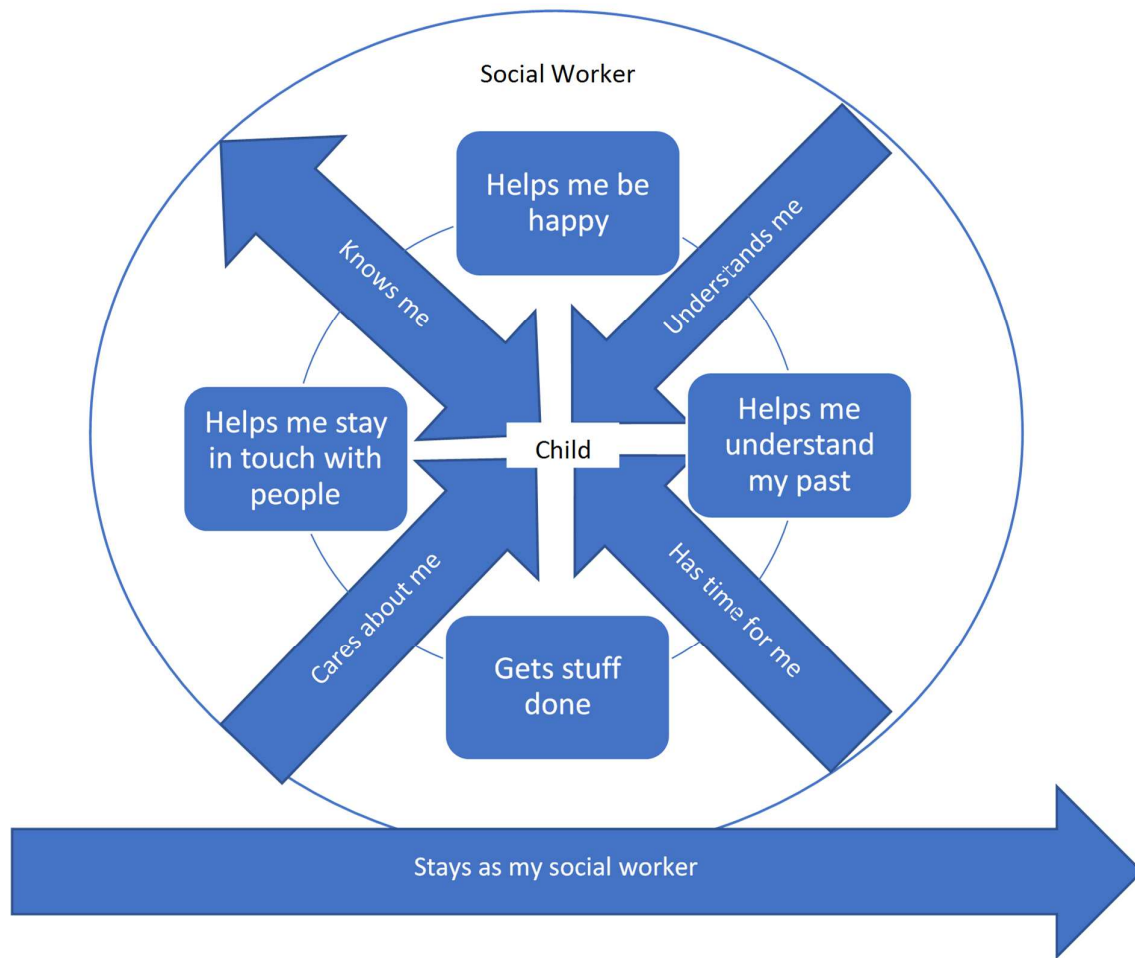 Social Worker
Helps me be
happy
Knows me
Understands me
Helps me stay
in touch with
people
Child
Helps me
understand
my past
Cares about me
Has time for me
Gets stuff
done
Stays as my social worker